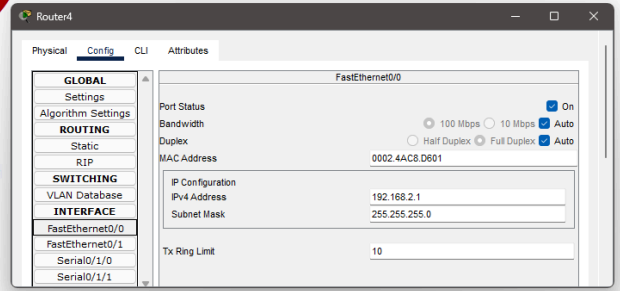 Router4
Physical Config CLI Attributes
GLOBAL
Settings
Algorithm Settings
ROUTING
Static
RIP
SWITCHING
VLAN Database
INTERFACE
FastEthernet0/0
FastEthernet0/1
Serial0/1/0
Serial0/1/1
FastEthernet0/0
Port Status On
Bandwidth 100 Mbps 10 Mbps Auto
Duplex Half Duplex Full Duplex Auto
MAC Address 0002.4AC8.D601
IP Configuration
IPv4 Address 192.168.2.1
Subnet Mask 255.255.255.0
Tx Ring Limit 10